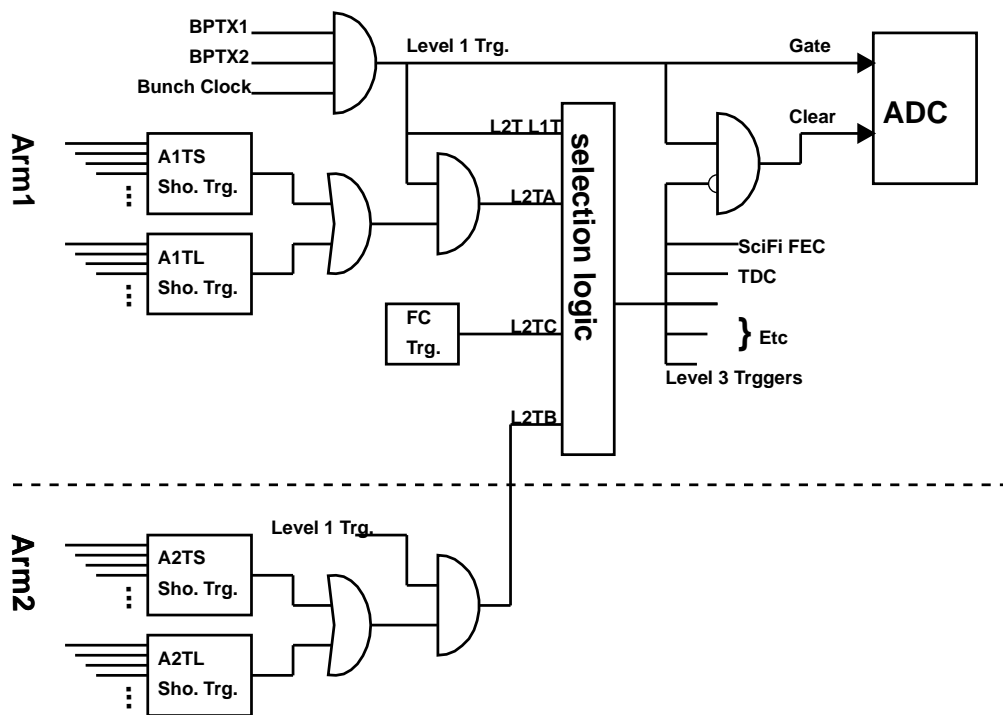 BPTX1
BPTX2
Bunch Clock
Level 1 Trg.
Gate
Clear
ADC
Arm1
A1TS
Sho. Trg.
...
A1TL
Sho. Trg.
...
L2T L1T
L2TA
FC
Trg.
L2TC
L2TB
selection logic
SciFi FEC
TDC
} Etc
Level 3 Trggers
Arm2
Level 1 Trg.
A2TS
Sho. Trg.
...
A2TL
Sho. Trg.
...